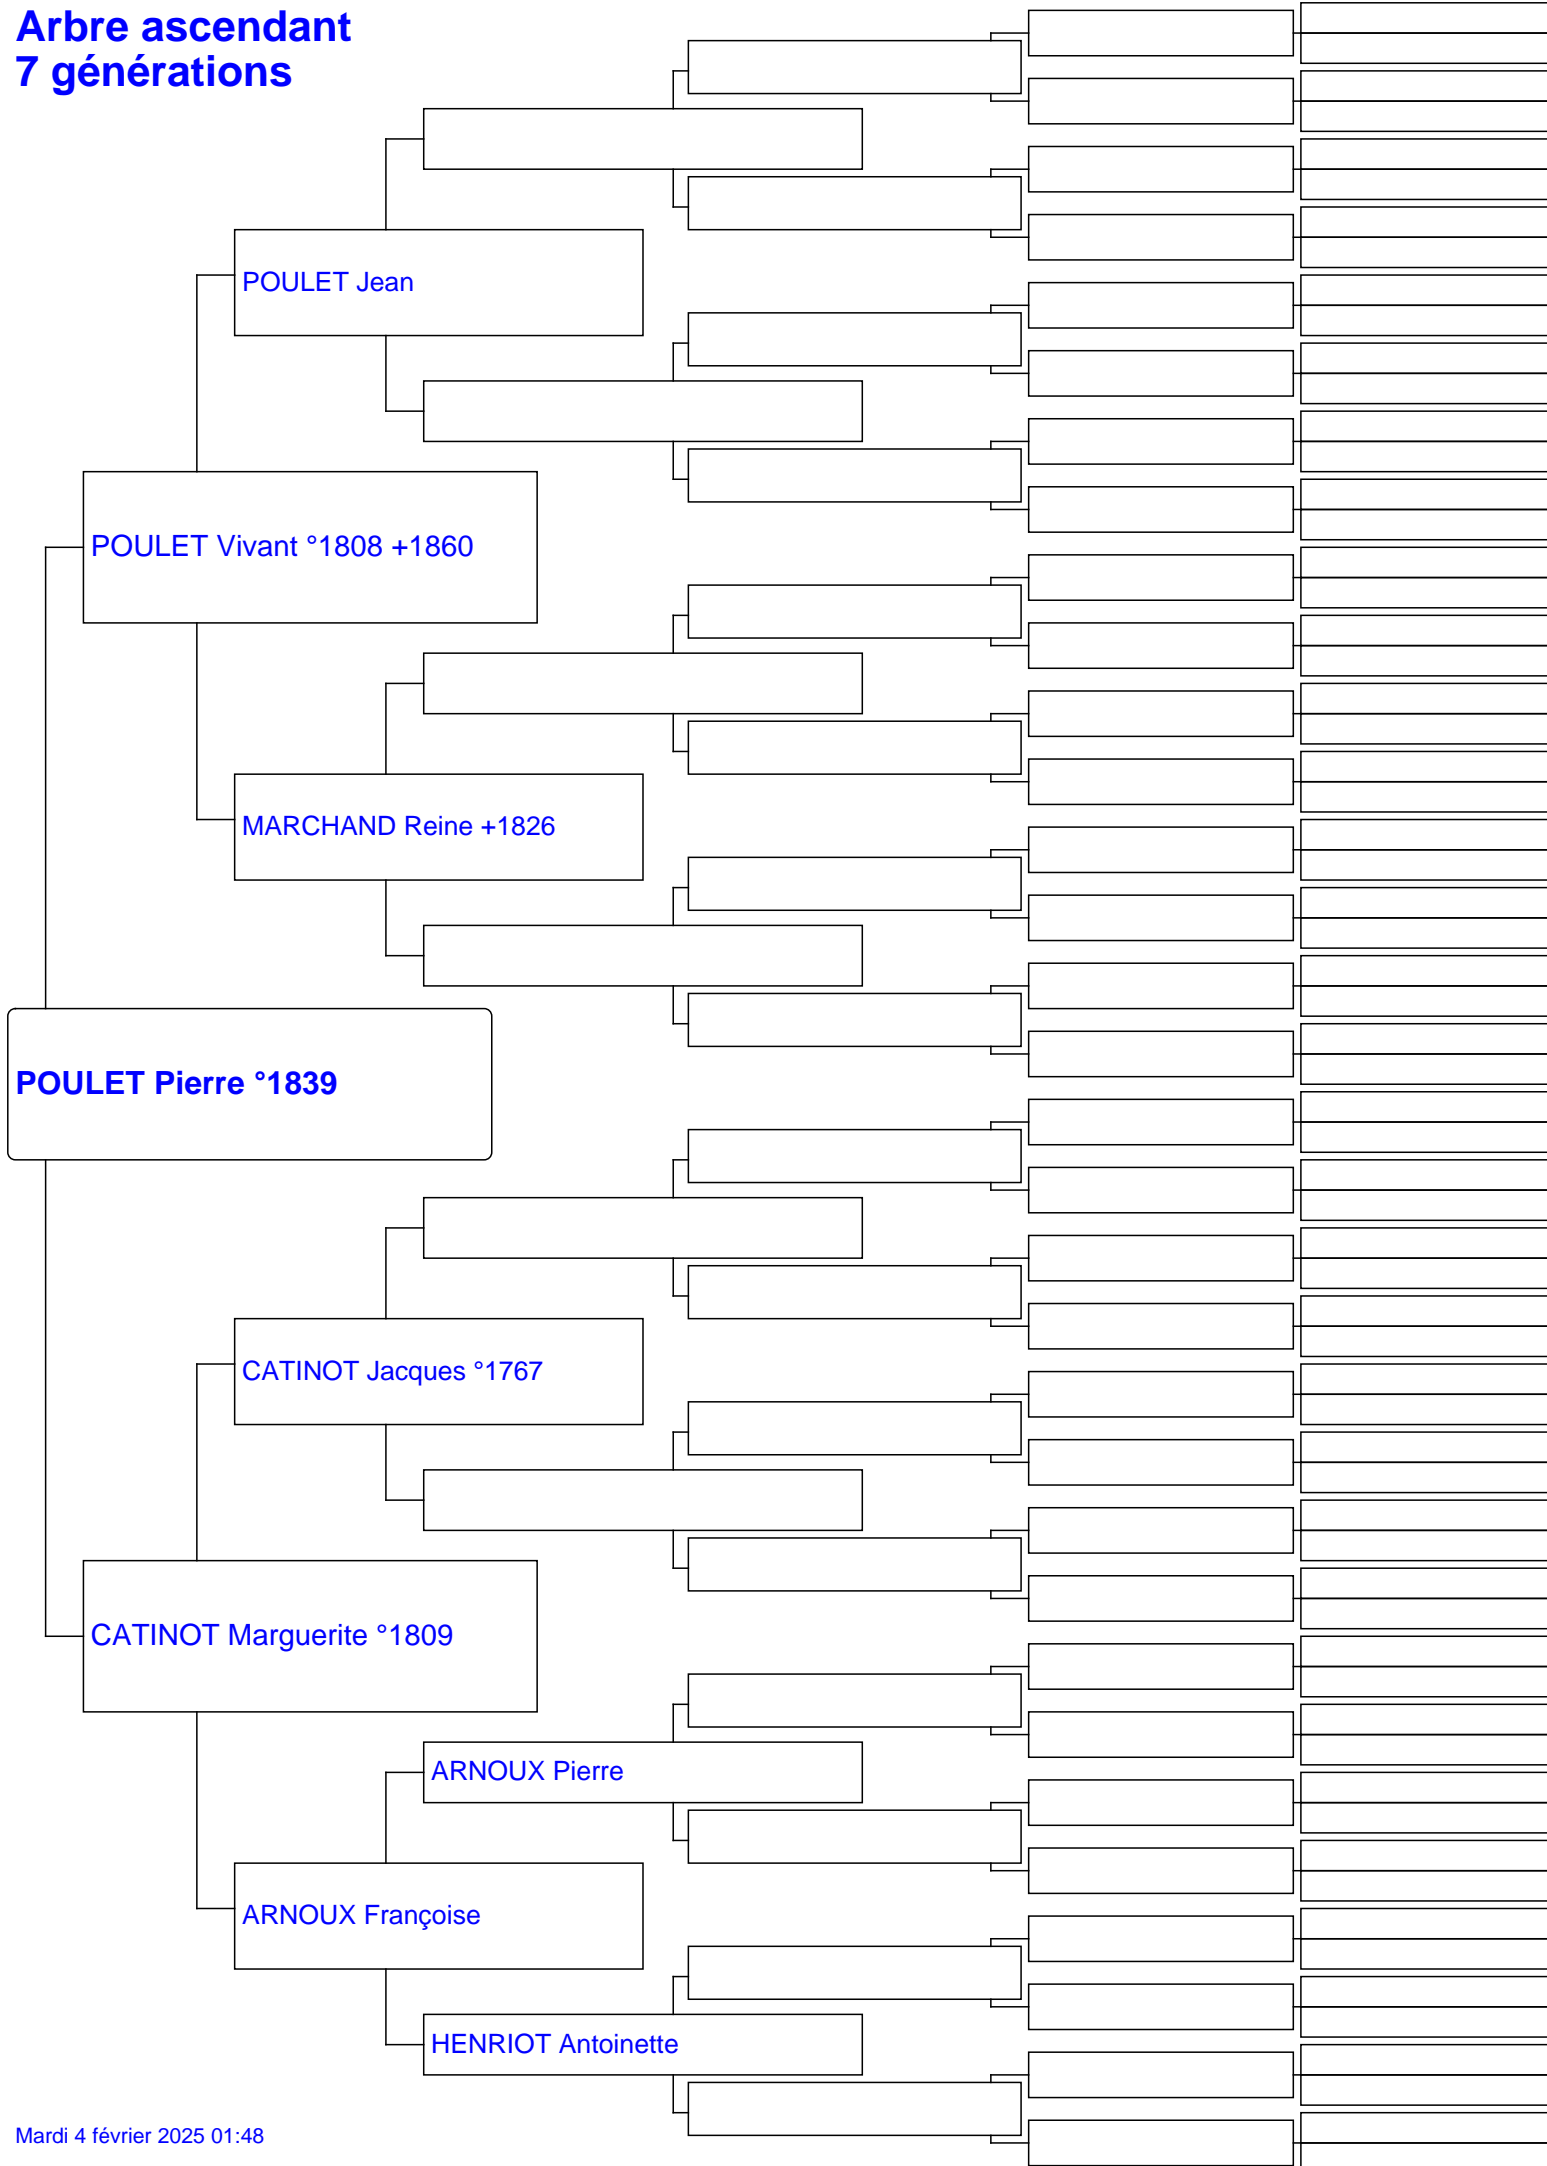 Arbre ascendant
7 générations
POULET Jean
POULET Vivant °1808 +1860
MARCHAND Reine +1826
POULET Pierre °1839
CATINOT Jacques °1767
CATINOT Marguerite °1809
ARNOUX Pierre
ARNOUX Françoise
HENRIOT Antoinette
Mardi 4 février 2025 01:48